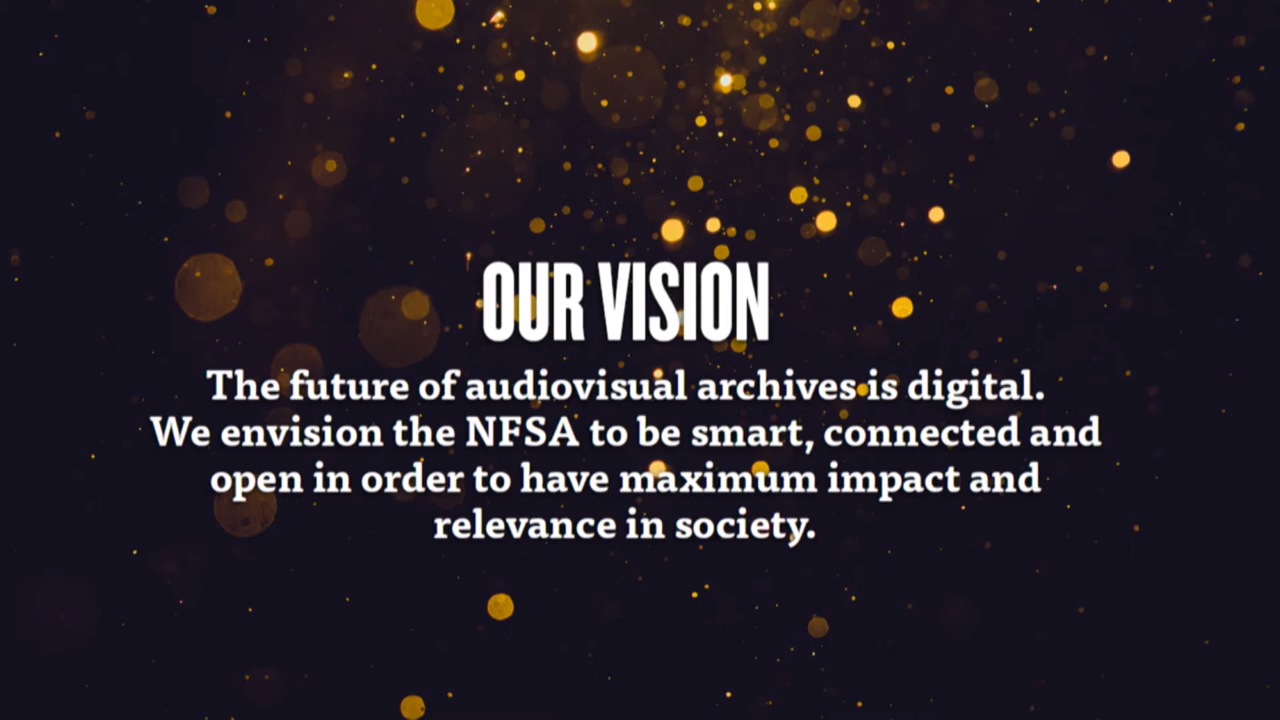 OUR VISION
The future of audiovisual archives is digital.
We envision the NFSA to be smart, connected and
open in order to have maximum impact and
relevance in society.